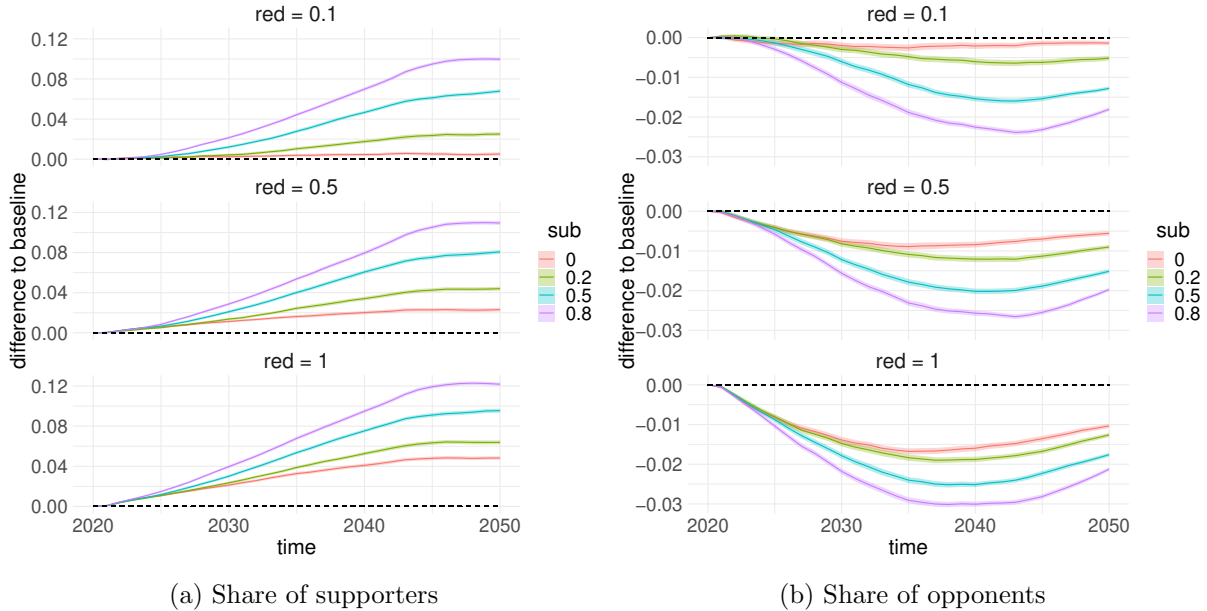 red = 0.1
0.12
0.08
0.04
0.00
red = 0.5
0.12
0.08
0.04
0.00
red = 1
0.12
0.08
0.04
0.00
2020 2030 2040 2050
time
difference to baseline
sub
0
0.2
0.5
0.8
(a) Share of supporters
red = 0.1
0.00
−0.01
−0.02
−0.03
red = 0.5
0.00
−0.01
−0.02
−0.03
red = 1
0.00
−0.01
−0.02
−0.03
2020 2030 2040 2050
time
difference to baseline
sub
0
0.2
0.5
0.8
(b) Share of opponents